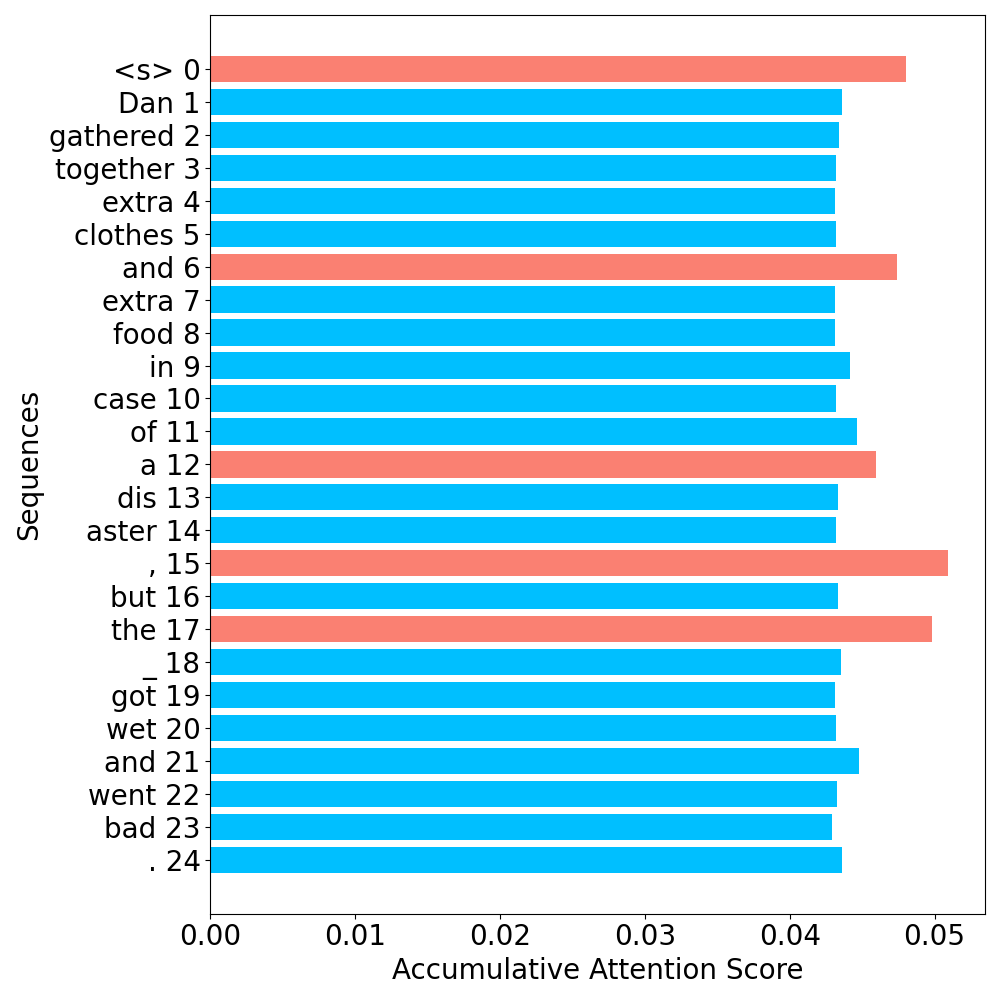 <s> 0
Dan 1
gathered 2
together 3
extra 4
clothes 5
and 6
extra 7
food 8
in 9
case 10
of 11
a 12
dis 13
aster 14
, 15
but 16
the 17
_ 18
got 19
wet 20
and 21
went 22
bad 23
. 24
Sequences
0.00 0.01 0.02 0.03 0.04 0.05
Accumulative Attention Score